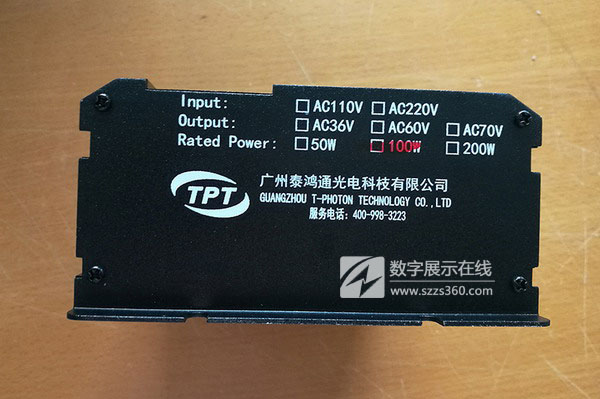 Input: □AC110V □AC220V
Output: □AC36V □AC60V □AC70V
Rated Power: □50W □100W □200W
TPT
广州泰鸿通光电科枝有限公司
GUANGZHOU T-PHOTON TECHNOLOGY CO.,LTD
服务电话: 400-998-3223
数字展示在线
www.szzs360.com